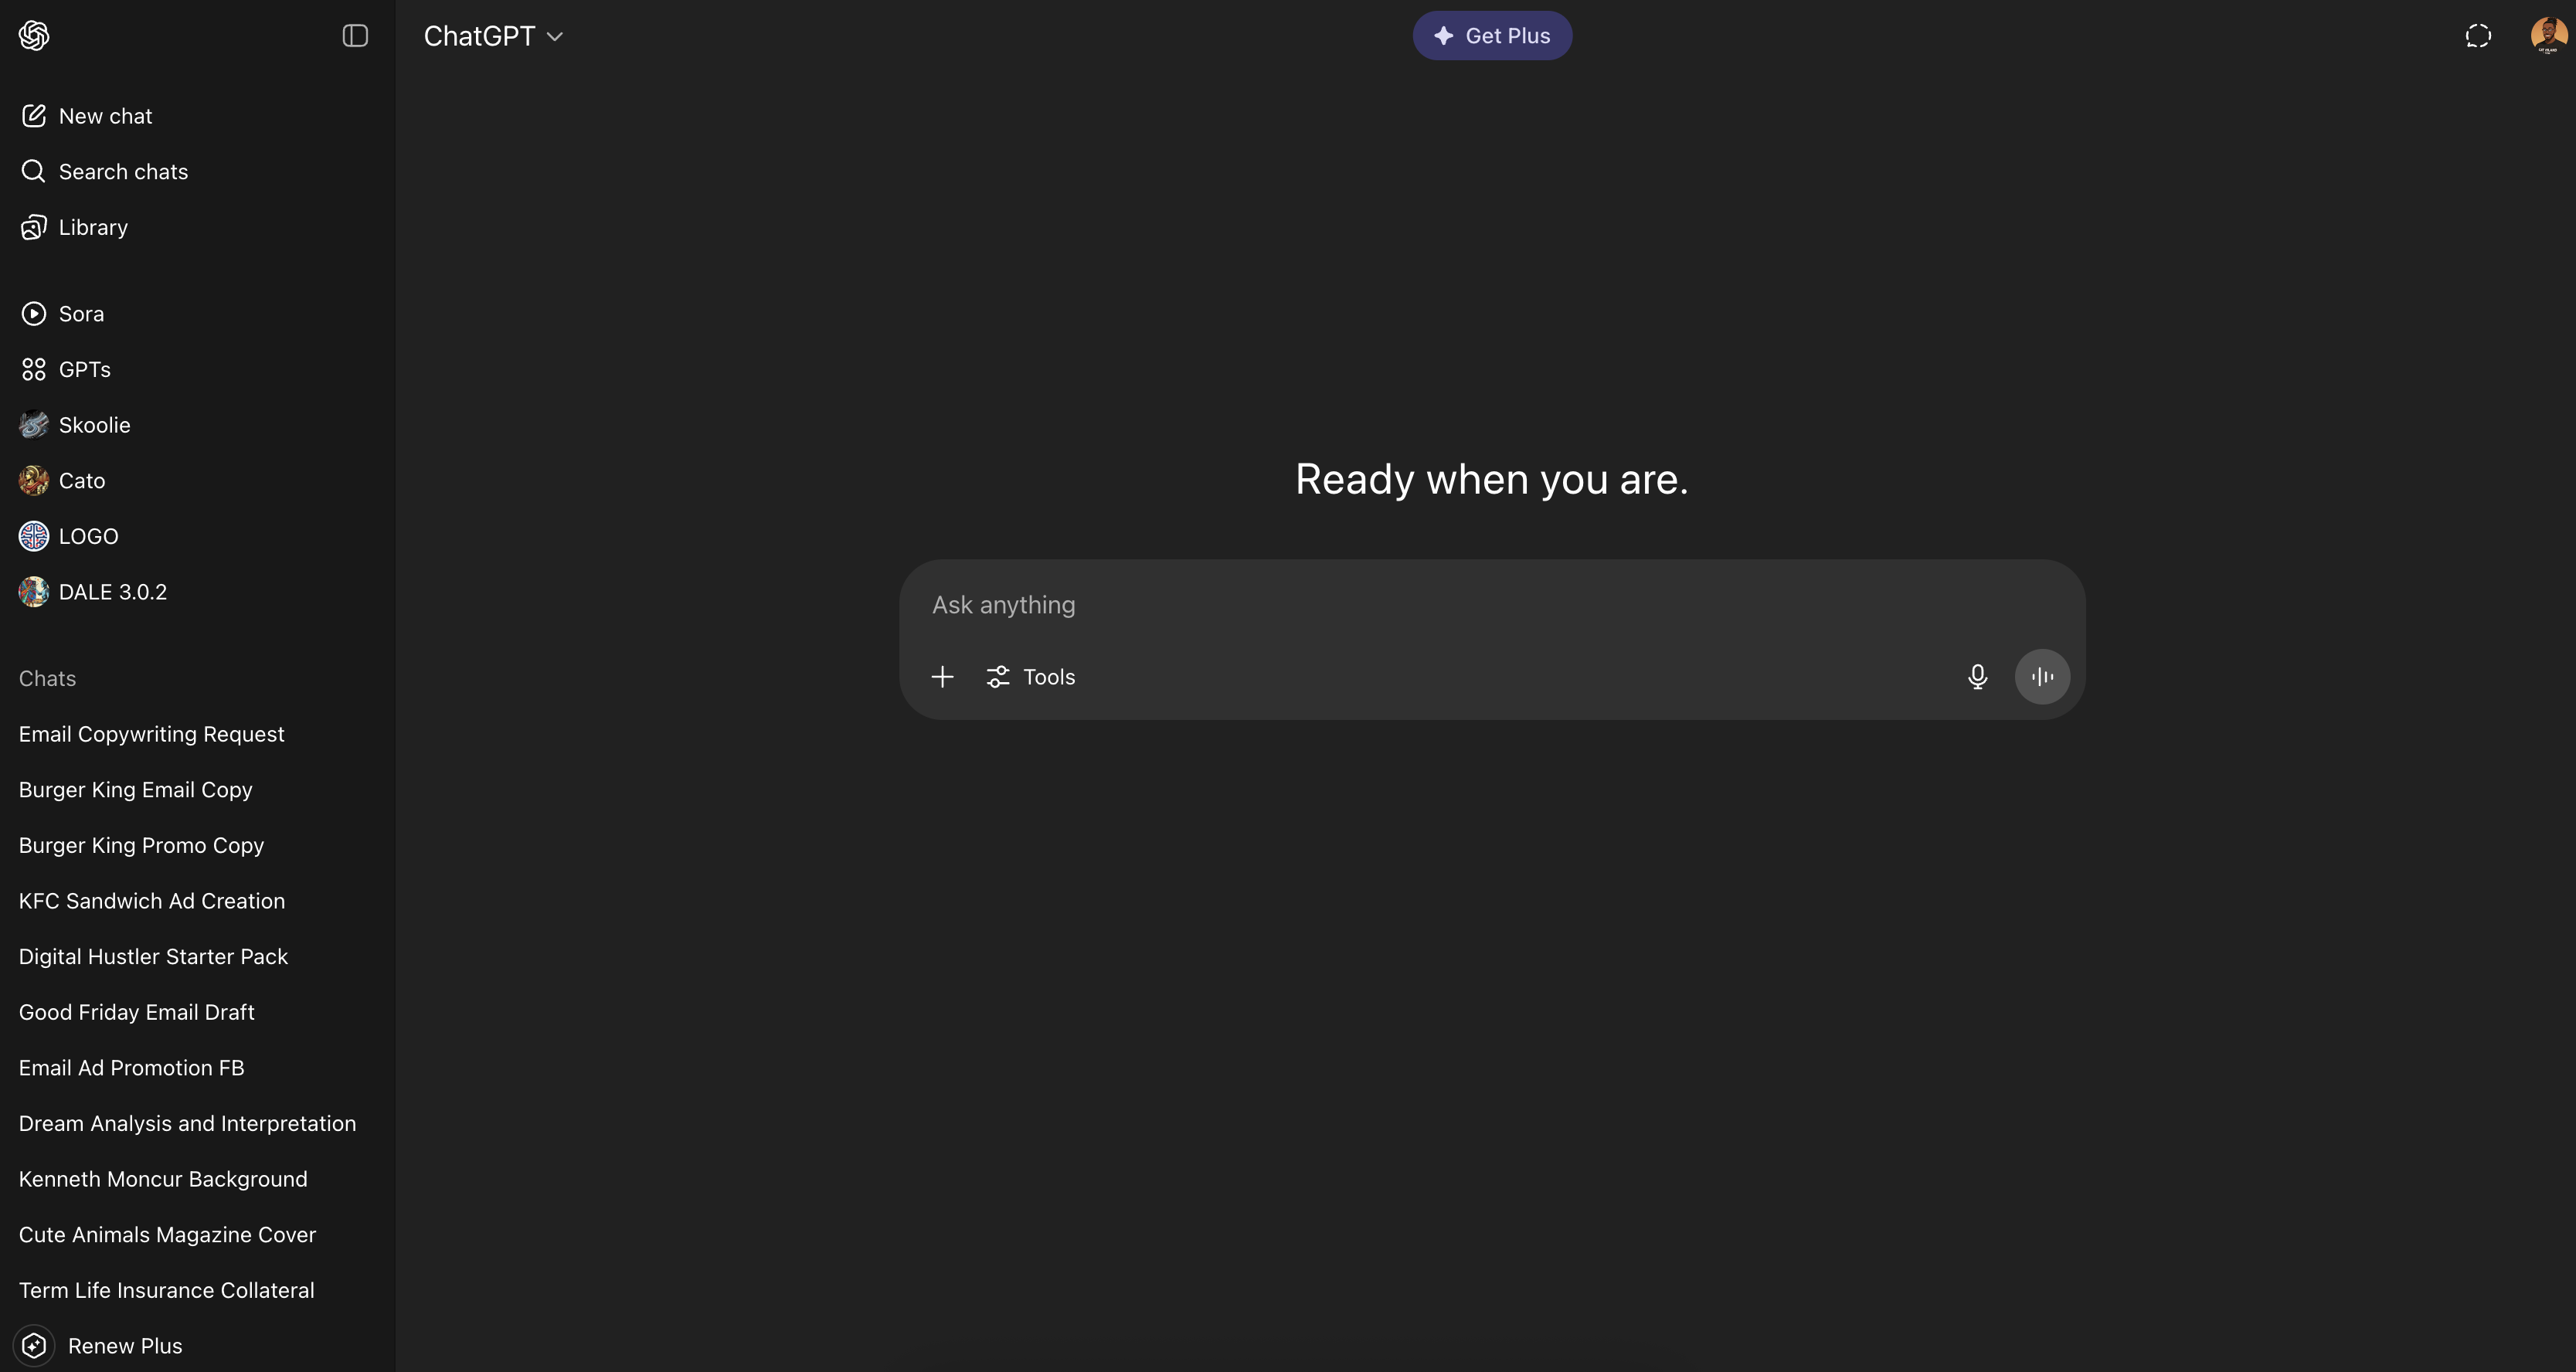 ChatGPT
Get Plus
New chat
Search chats
Library
Sora
GPTs
Skoolie
Cato
LOGO
DALE 3.0.2
Chats
Email Copywriting Request
Burger King Email Copy
Burger King Promo Copy
KFC Sandwich Ad Creation
Digital Hustler Starter Pack
Good Friday Email Draft
Email Ad Promotion FB
Dream Analysis and Interpretation
Kenneth Moncur Background
Cute Animals Magazine Cover
Term Life Insurance Collateral
Renew Plus
Ready when you are.
Ask anything
Tools